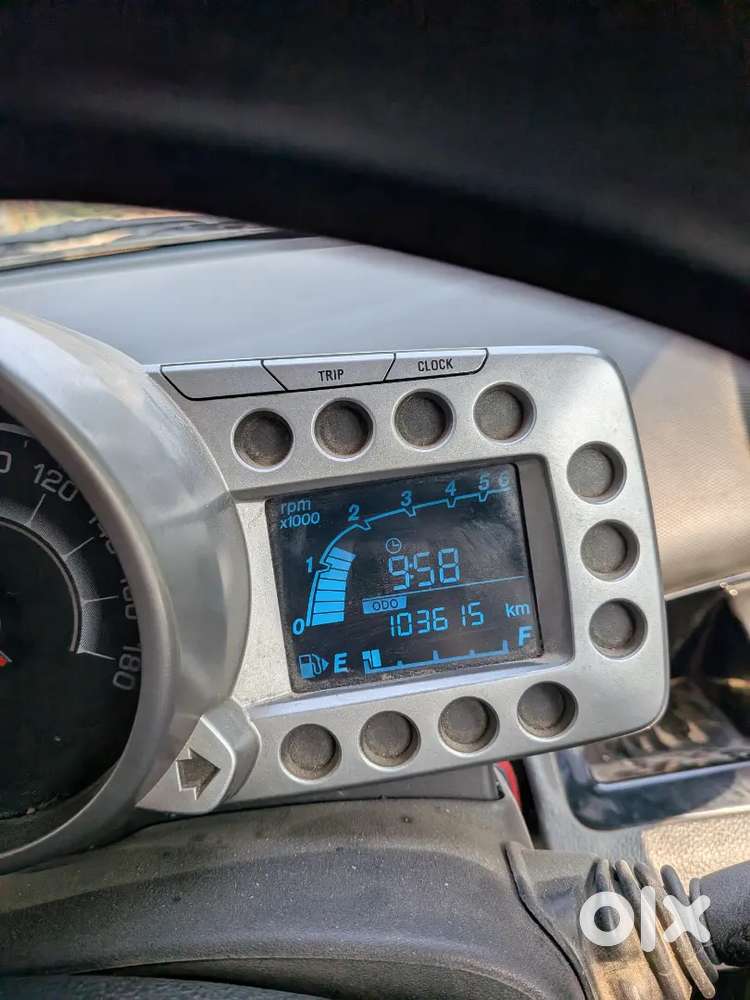 TRIP CLOCK
rpm
x1000
0 1 2 3 4 5 6
9:58
ODO
103615 km
E F
120
180
olx